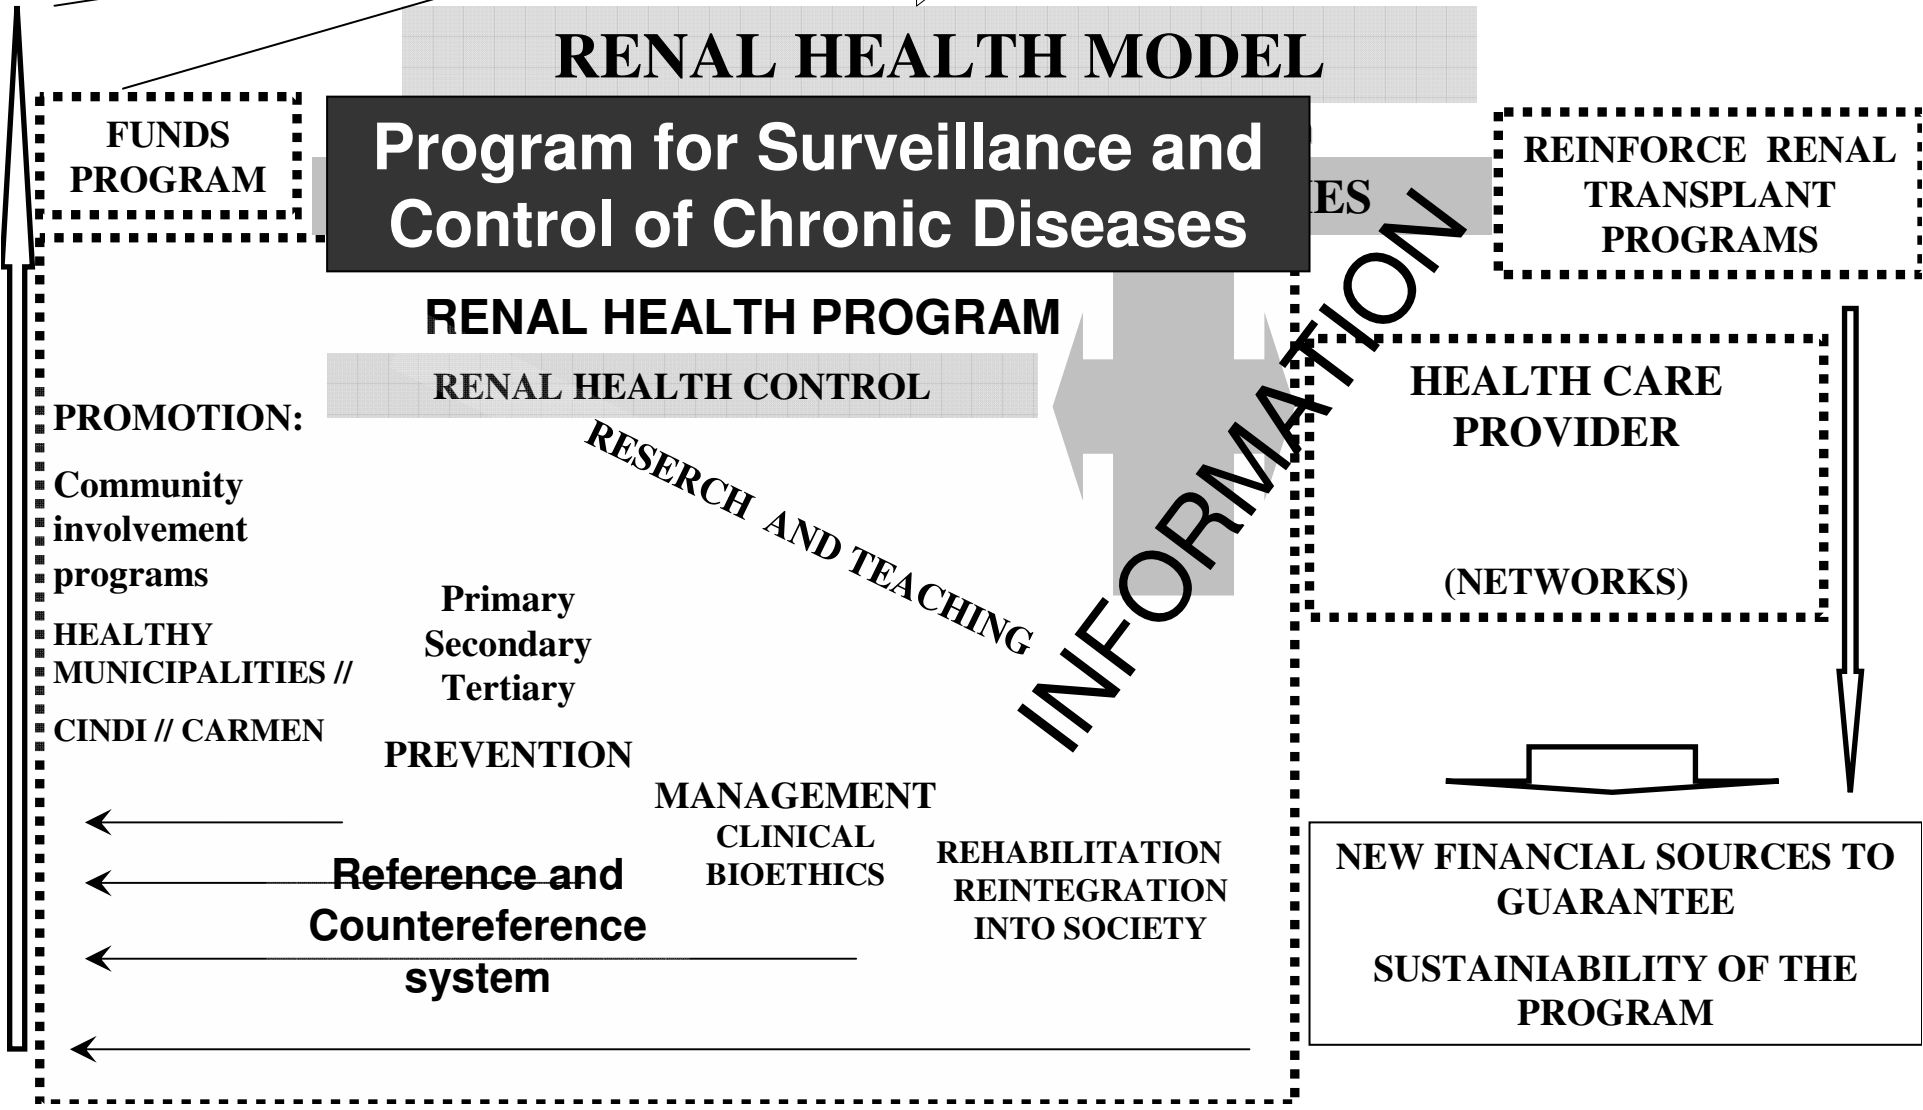 RENAL HEALTH MODEL
FUNDS
PROGRAM
Program for Surveillance and
Control of Chronic Diseases
REINFORCE RENAL
TRANSPLANT
PROGRAMS
RENAL HEALTH PROGRAM
RENAL HEALTH CONTROL
RESERCH AND TEACHING
INFORMATION
HEALTH CARE
PROVIDER
(NETWORKS)
PROMOTION:
Community
involvement
programs
HEALTHY
MUNICIPALITIES //
CINDI // CARMEN
Primary
Secondary
Tertiary
PREVENTION
MANAGEMENT
CLINICAL
BIOETHICS
REHABILITATION
REINTEGRATION
INTO SOCIETY
Reference and
Countereference
system
NEW FINANCIAL SOURCES TO
GUARANTEE
SUSTAINIABILITY OF THE
PROGRAM